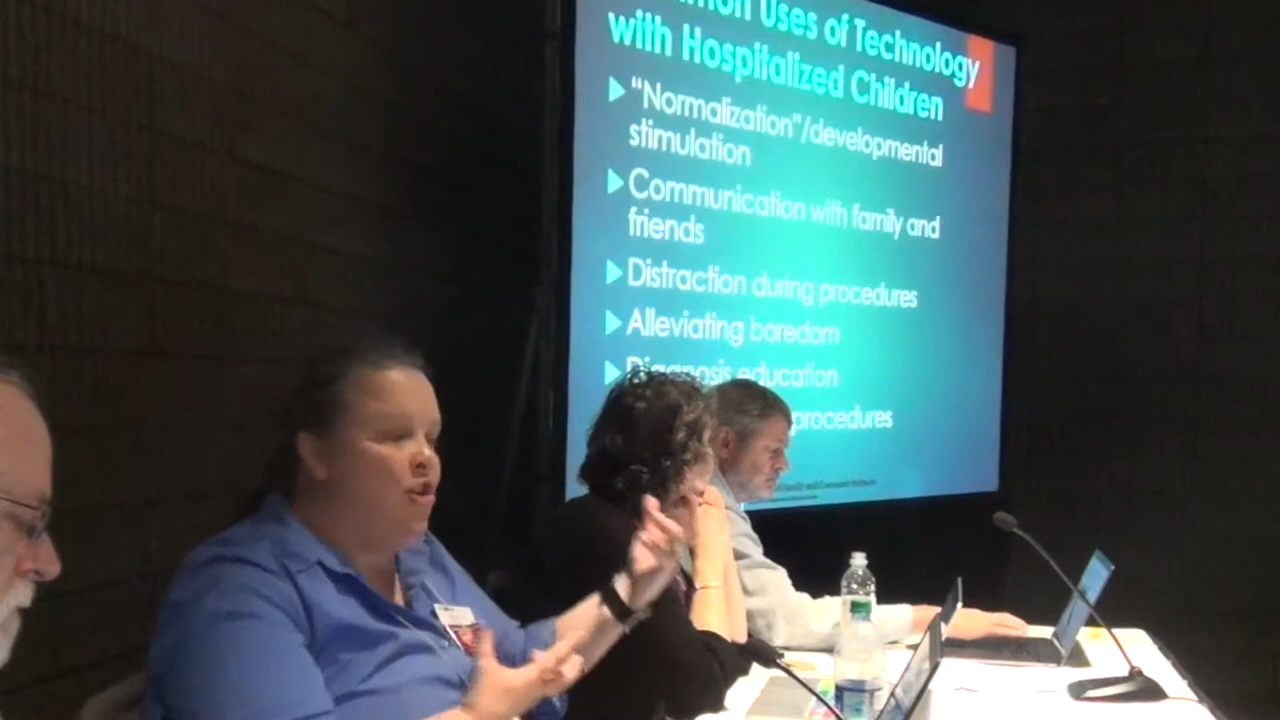 Uses of Technology
with Hospitalized Children
"Normalization"/developmental
stimulation
Communication with family and
friends
Distraction during procedures
Alleviating boredom
Diagnosis education
procedures